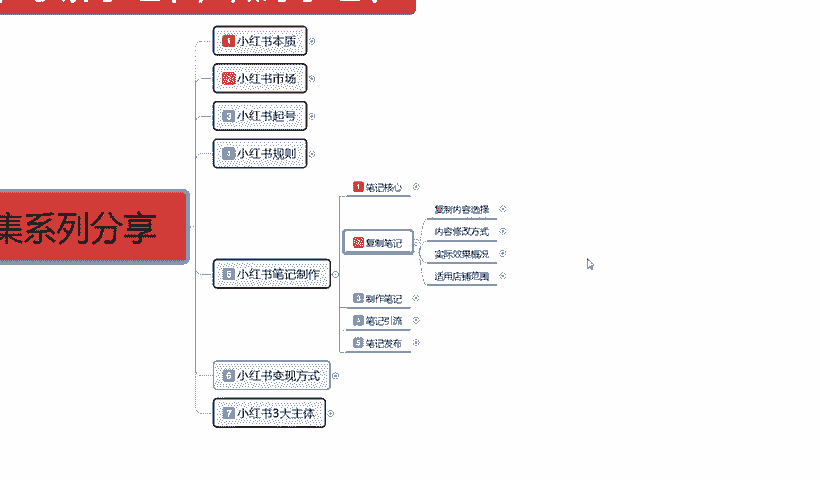 1 小红书本质
小红书市场
3 小红书起号
4 小红书规则
集系列分享
5 小红书笔记制作
1 笔记核心
复制笔记
复制内容选择
内容修改方式
实际效果概况
适用店铺范围
3 制作笔记
4 笔记引流
5 笔记发布
6 小红书变现方式
7 小红书3大主体